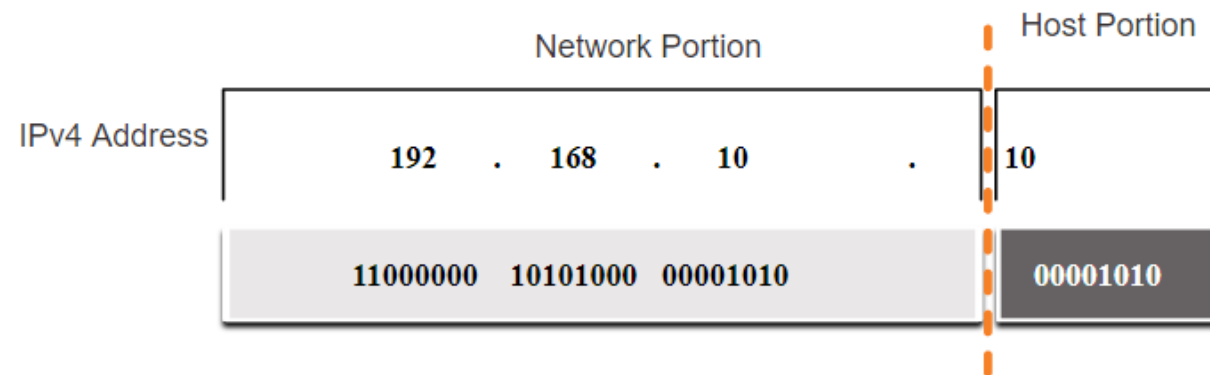 Host Portion
Network Portion
IPv4 Address
192 . 168 . 10 . 10
11000000 10101000 00001010 00001010